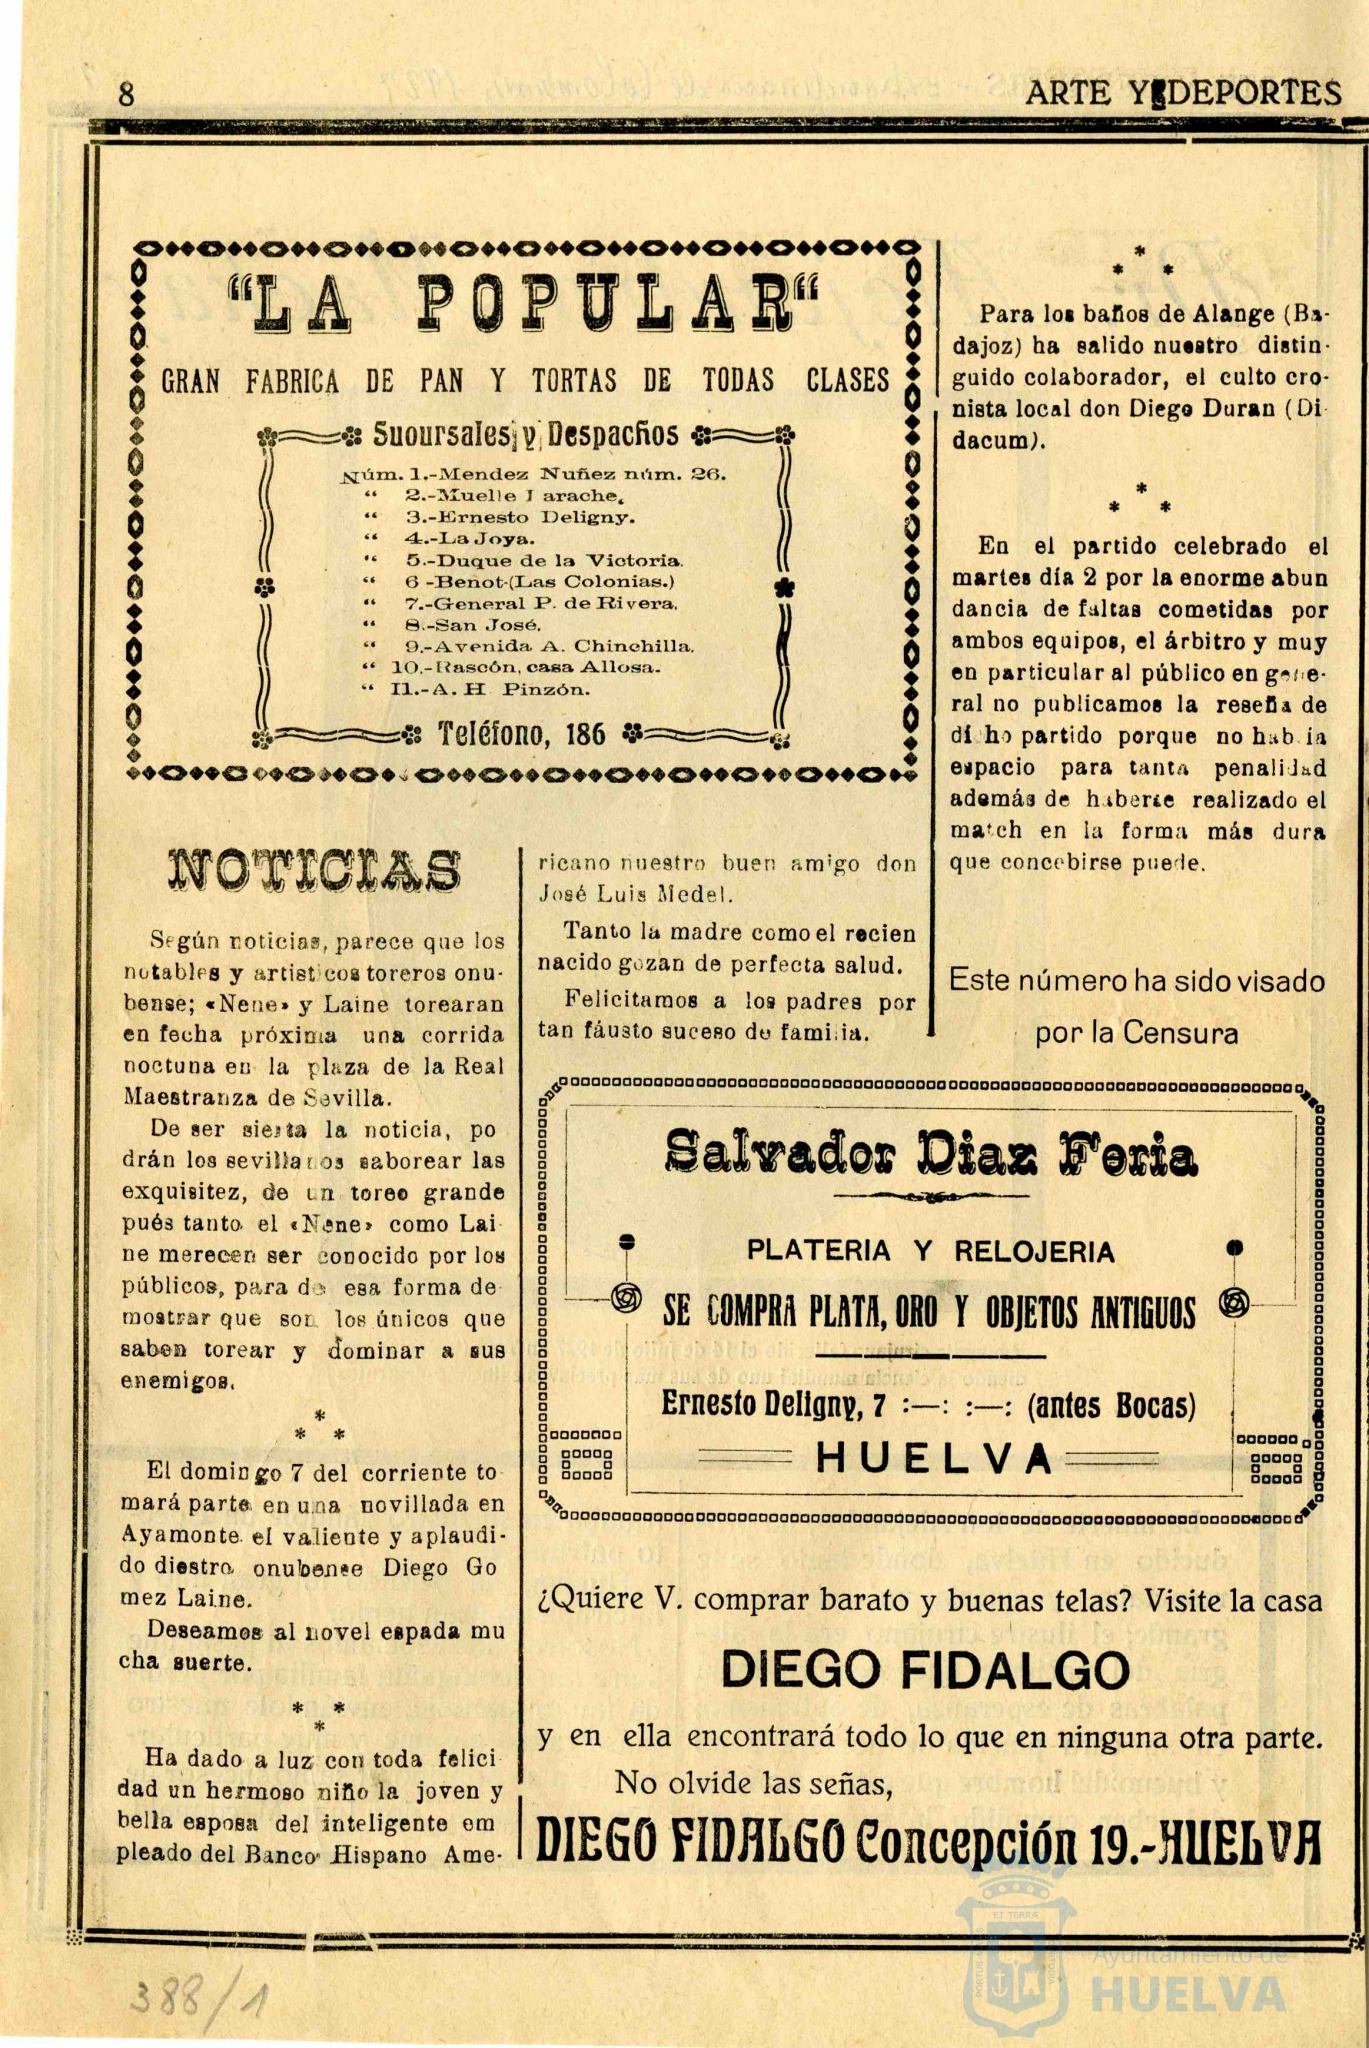 8
ARTE Y DEPORTES
"LA POPULAR"
GRAN FABRICA DE PAN Y TORTAS DE TODAS CLASES
Suoursales y Despachos
Núm. 1.-Mendez Nuñez núm. 26.
“ 2.-Muelle I arache.
“ 3.-Ernesto Deligny.
“ 4.-La Joya.
“ 5.-Duque de la Victoria.
“ 6 -Benot-(Las Colonias.)
“ 7.-General P. de Rivera.
“ 8.-San José.
“ 9.-Avenida A. Chinchilla.
“ 10.-Rascón, casa Allosa.
“ 11.-A. H Pinzón.
Teléfono, 186
NOTICIAS
Según noticias, parece que los
notables y artisticos toreros onu-
bense; «Nene» y Laine torearan
en fecha próxima una corrida
noctuna en la plaza de la Real
Maestranza de Sevilla.
De ser sierta la noticia, po
drán los sevillanos saborear las
exquisitez, de un toreo grande
pués tanto el «Nene» como Lai
ne merecen ser conocido por los
públicos, para de esa forma de
mostrar que son los únicos que
saben torear y dominar a sus
enemigos.
* * *
El domingo 7 del corriente to
mará parte en una novillada en
Ayamonte el valiente y aplaudi-
do diestro onubense Diego Go
mez Laine.
Deseamos al novel espada mu
cha suerte.
* * *
Ha dado a luz con toda felici
dad un hermoso niño la joven y
bella esposa del inteligente em
pleado del Banco Hispano Ame-
ricano nuestro buen amigo don
José Luis Medel.
Tanto la madre como el recien
nacido gozan de perfecta salud.
Felicitamos a los padres por
tan fáusto suceso de familia.
* * *
Para los baños de Alange (Ba-
dajoz) ha salido nuestro distin-
guido colaborador, el culto cro-
nista local don Diego Duran (Di
dacum).
* * *
En el partido celebrado el
martes día 2 por la enorme abun
dancia de faltas cometidas por
ambos equipos, el árbitro y muy
en particular al público en gene-
ral no publicamos la reseña de
dicho partido porque no habia
espacio para tanta penalidad
además de haberse realizado el
match en la forma más dura
que concebirse puede.
Este número ha sido visado
por la Censura
Salvador Diaz Feria
PLATERIA Y RELOJERIA
SE COMPRA PLATA, ORO Y OBJETOS ANTIGUOS
Ernesto Deligny, 7 :—: :—: (antes Bocas)
HUELVA
¿Quiere V. comprar barato y buenas telas? Visite la casa
DIEGO FIDALGO
y en ella encontrará todo lo que en ninguna otra parte.
No olvide las señas,
DIEGO FIDALGO Concepción 19.-HUELVA
388/1
Ayuntamiento de
HUELVA